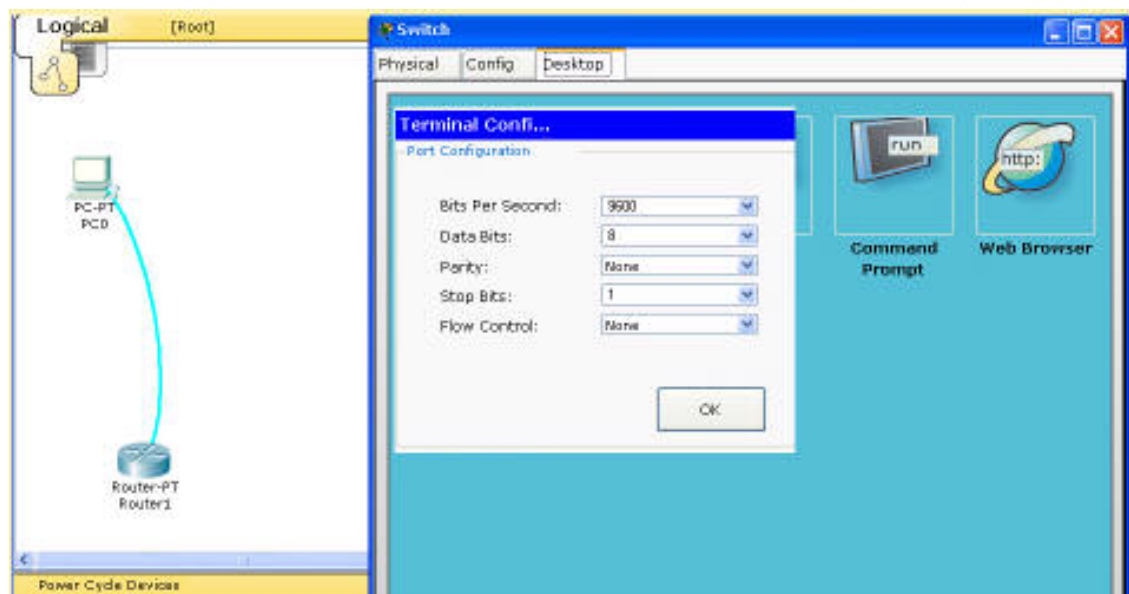 Logical [Root]
PC-PT
PC0
Router-PT
Router1
Power Cycle Devices
Switch
Physical Config Desktop
Terminal Confi...
Port Configuration
Bits Per Second: 9600
Data Bits: 8
Parity: None
Stop Bits: 1
Flow Control: None
OK
run
Command
Prompt
http:
Web Browser